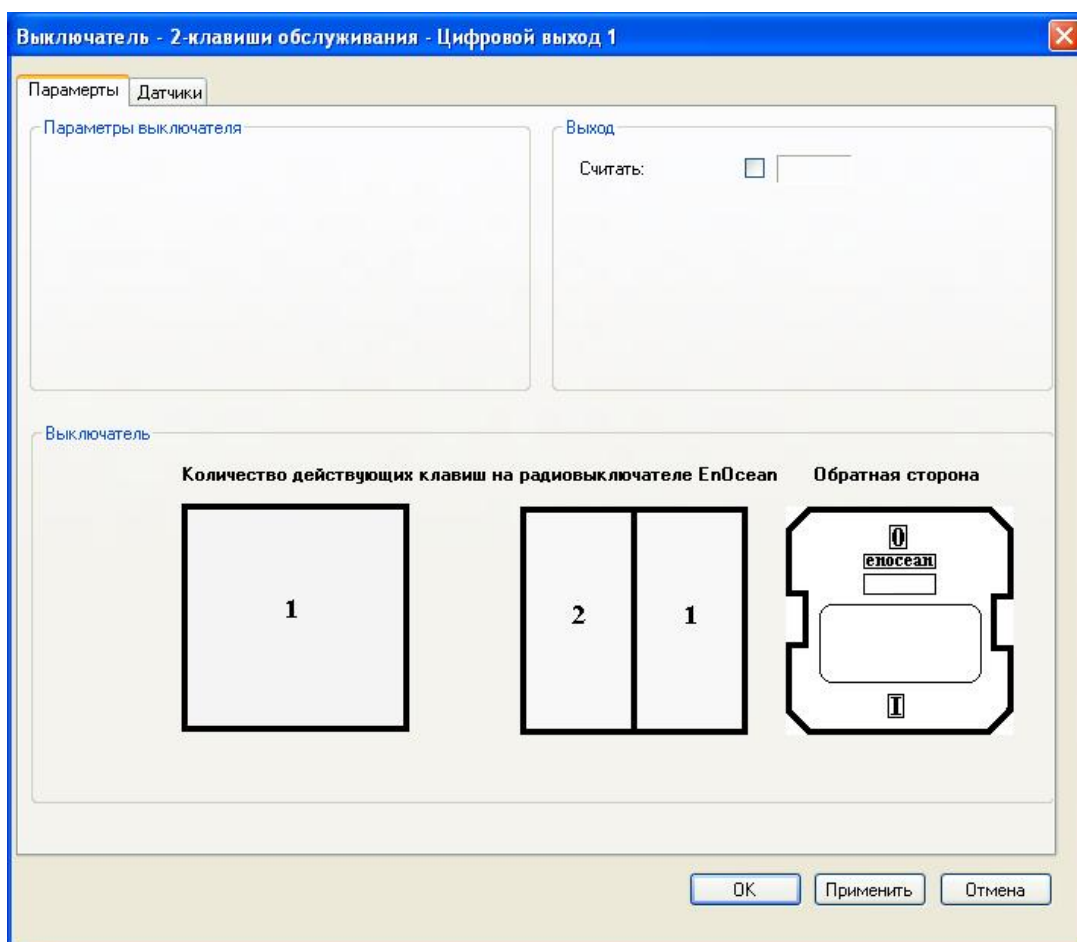 Выключатель - 2-клавиши обслуживания - Цифровой выход 1
Парамерты Датчики
Параметры выключателя
Выход
Считать:
Выключатель
Количество действующих клавиш на радиовыключателе EnOcean Обратная сторона
0
enocean
1 2 1
I
OK Применить Отмена